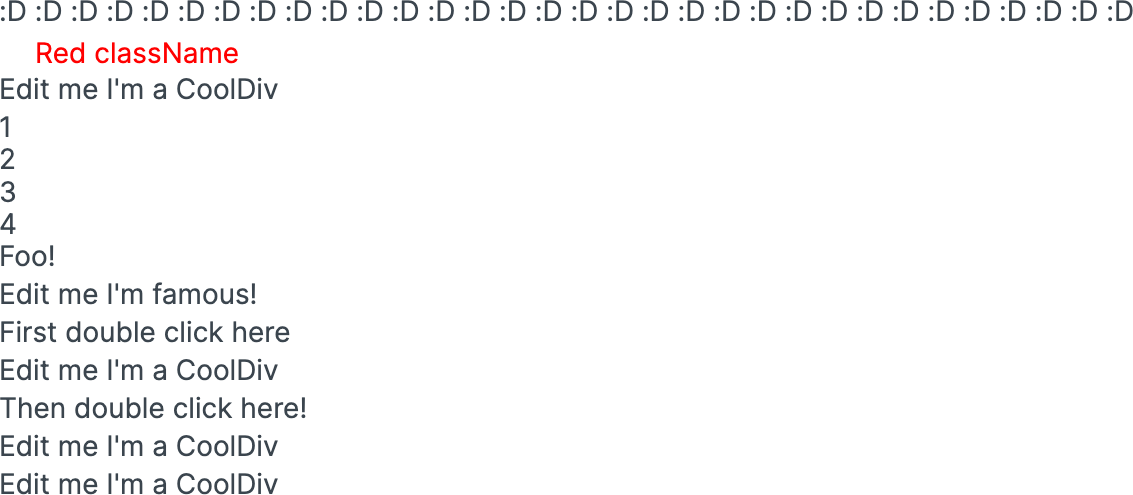 :D :D :D :D :D :D :D :D :D :D :D :D :D :D :D :D :D :D :D :D :D :D :D :D :D :D :D :D :D :D :D :D
Red className
Edit me I'm a CoolDiv
1
2
3
4
Foo!
Edit me I'm famous!
First double click here
Edit me I'm a CoolDiv
Then double click here!
Edit me I'm a CoolDiv
Edit me I'm a CoolDiv